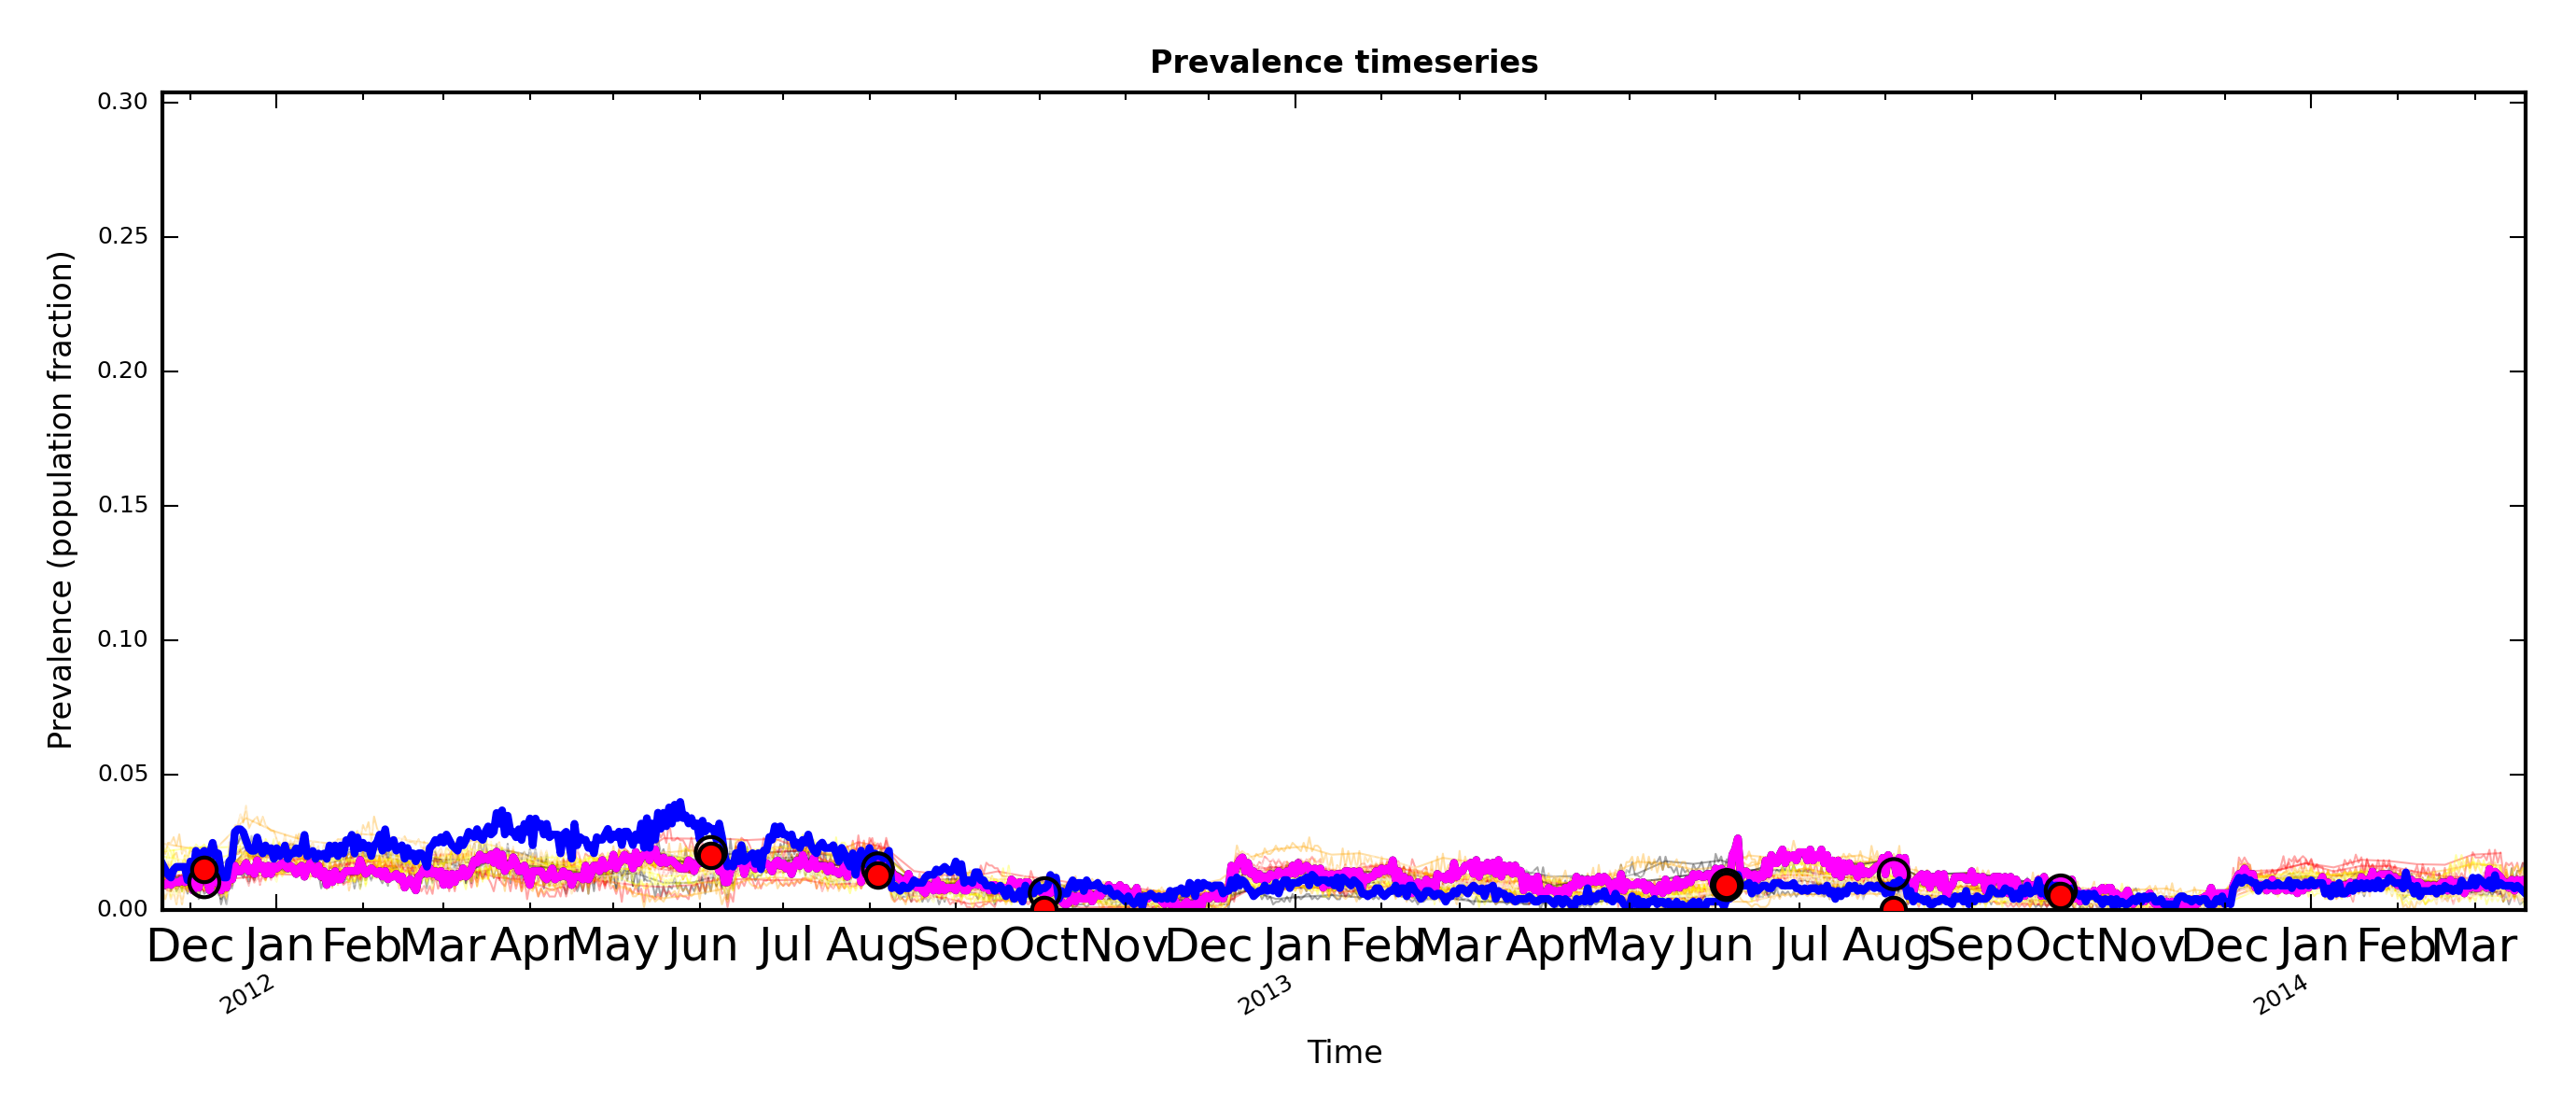 Prevalence timeseries
Prevalence (population fraction)
0.30
0.25
0.20
0.15
0.10
0.05
0.00
Dec Jan Feb Mar Apr May Jun Jul Aug Sep Oct Nov Dec Jan Feb Mar Apr May Jun Jul Aug Sep Oct Nov Dec Jan Feb Mar
2012 2013 2014
Time